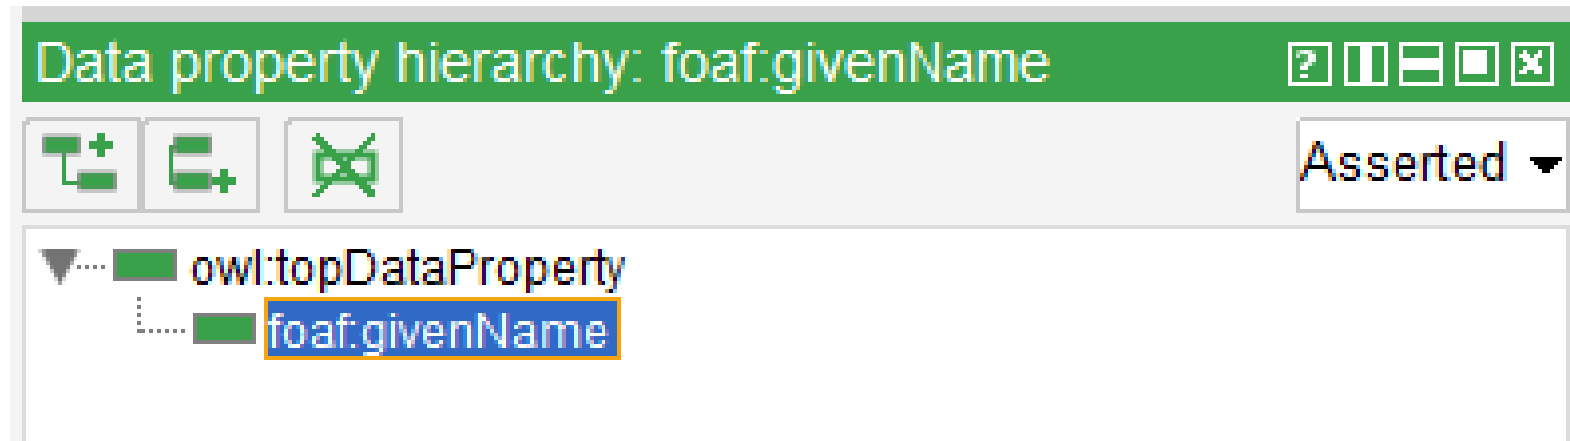 Data property hierarchy: foaf:givenName
Asserted
owl:topDataProperty
foaf:givenName